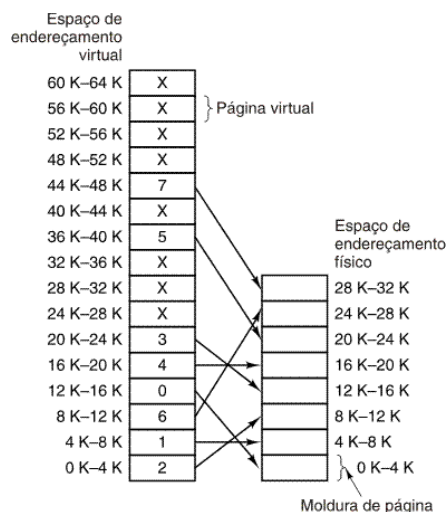 Espaço de
endereçamento
virtual
60 K–64 K X
56 K–60 K X Página virtual
52 K–56 K X
48 K–52 K X
44 K–48 K 7
40 K–44 K X
36 K–40 K 5
32 K–36 K X
28 K–32 K X
24 K–28 K X
20 K–24 K 3
16 K–20 K 4
12 K–16 K 0
8 K–12 K 6
4 K–8 K 1
0 K–4 K 2
Espaço de
endereçamento
físico
28 K–32 K
24 K–28 K
20 K–24 K
16 K–20 K
12 K–16 K
8 K–12 K
4 K–8 K
0 K–4 K
Moldura de página